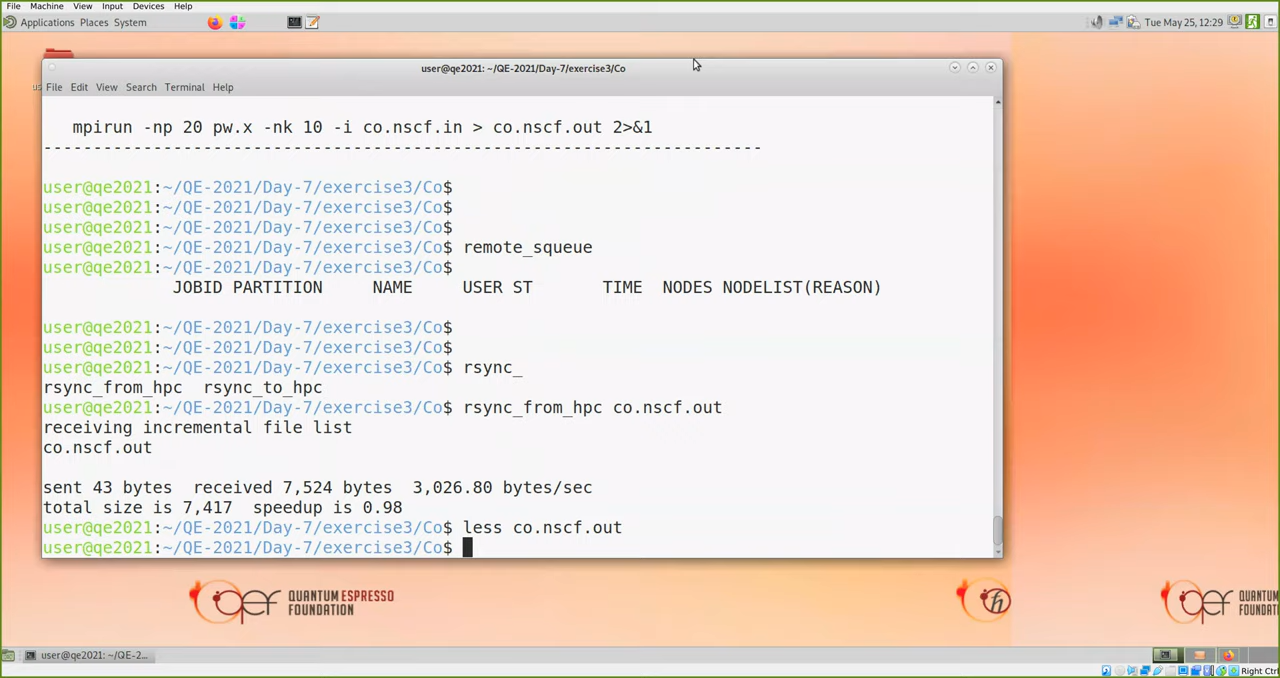 File Machine View Input Devices Help
Applications Places System
Tue May 25, 12:29
user@qe2021: ~/QE-2021/Day-7/exercise3/Co
us
File Edit View Search Terminal Help
mpirun -np 20 pw.x -nk 10 -i co.nscf.in > co.nscf.out 2>&1
------------------------------------------------------------------------
user@qe2021:~/QE-2021/Day-7/exercise3/Co$
user@qe2021:~/QE-2021/Day-7/exercise3/Co$
user@qe2021:~/QE-2021/Day-7/exercise3/Co$
user@qe2021:~/QE-2021/Day-7/exercise3/Co$ remote_squeue
user@qe2021:~/QE-2021/Day-7/exercise3/Co$
JOBID PARTITION NAME USER ST TIME NODES NODELIST(REASON)
user@qe2021:~/QE-2021/Day-7/exercise3/Co$
user@qe2021:~/QE-2021/Day-7/exercise3/Co$
user@qe2021:~/QE-2021/Day-7/exercise3/Co$ rsync_
rsync_from_hpc rsync_to_hpc
user@qe2021:~/QE-2021/Day-7/exercise3/Co$ rsync_from_hpc co.nscf.out
receiving incremental file list
co.nscf.out
sent 43 bytes received 7,524 bytes 3,026.80 bytes/sec
total size is 7,417 speedup is 0.98
user@qe2021:~/QE-2021/Day-7/exercise3/Co$ less co.nscf.out
user@qe2021:~/QE-2021/Day-7/exercise3/Co$
QUANTUM ESPRESSO
FOUNDATION
QUANTUM
FOUNDA
user@qe2021: ~/QE-2...
Right Ctrl